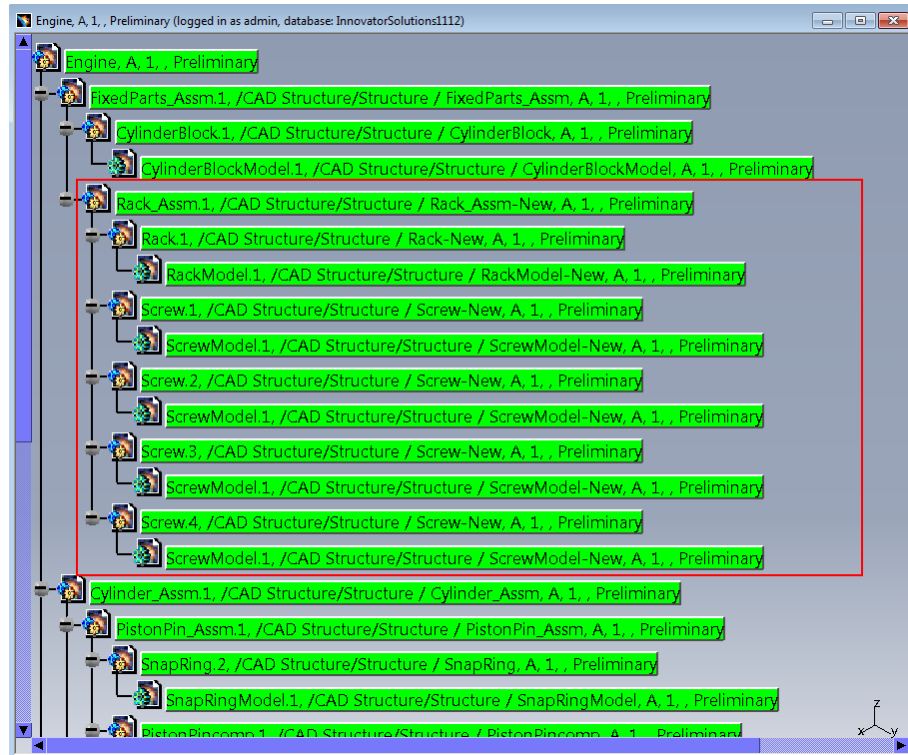 Engine, A, 1, , Preliminary (logged in as admin, database: InnovatorSolutions1112)
Engine, A, 1, , Preliminary
FixedParts_Assm.1, /CAD Structure/Structure / FixedParts_Assm, A, 1, , Preliminary
CylinderBlock.1, /CAD Structure/Structure / CylinderBlock, A, 1, , Preliminary
CylinderBlockModel.1, /CAD Structure/Structure / CylinderBlockModel, A, 1, , Preliminary
Rack_Assm.1, /CAD Structure/Structure / Rack_Assm-New, A, 1, , Preliminary
Rack.1, /CAD Structure/Structure / Rack-New, A, 1, , Preliminary
RackModel.1, /CAD Structure/Structure / RackModel-New, A, 1, , Preliminary
Screw.1, /CAD Structure/Structure / Screw-New, A, 1, , Preliminary
ScrewModel.1, /CAD Structure/Structure / ScrewModel-New, A, 1, , Preliminary
Screw.2, /CAD Structure/Structure / Screw-New, A, 1, , Preliminary
ScrewModel.1, /CAD Structure/Structure / ScrewModel-New, A, 1, , Preliminary
Screw.3, /CAD Structure/Structure / Screw-New, A, 1, , Preliminary
ScrewModel.1, /CAD Structure/Structure / ScrewModel-New, A, 1, , Preliminary
Screw.4, /CAD Structure/Structure / Screw-New, A, 1, , Preliminary
ScrewModel.1, /CAD Structure/Structure / ScrewModel-New, A, 1, , Preliminary
Cylinder_Assm.1, /CAD Structure/Structure / Cylinder_Assm, A, 1, , Preliminary
PistonPin_Assm.1, /CAD Structure/Structure / PistonPin_Assm, A, 1, , Preliminary
SnapRing.2, /CAD Structure/Structure / SnapRing, A, 1, , Preliminary
SnapRingModel.1, /CAD Structure/Structure / SnapRingModel, A, 1, , Preliminary
PistonPincomp.1, /CAD Structure/Structure / PistonPincomp, A, 1, , Preliminary
z
x
y